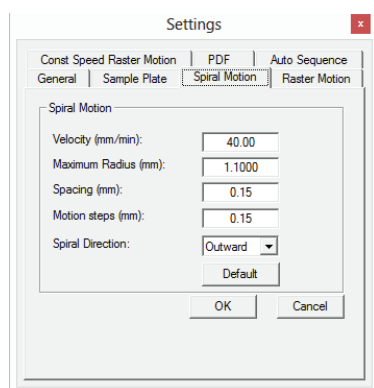 Settings
x
Const Speed Raster Motion PDF Auto Sequence
General Sample Plate Spiral Motion Raster Motion
Spiral Motion
Velocity (mm/min): 40.00
Maximum Radius (mm): 1.1000
Spacing (mm): 0.15
Motion steps (mm): 0.15
Spiral Direction: Outward
Default
OK Cancel